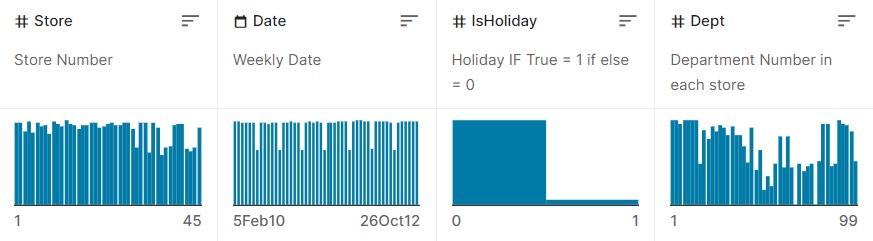 Store
Date
IsHoliday
Dept
Store Number
Weekly Date
Holiday IF True = 1 if else
= 0
Department Number in
each store
1
45
5Feb10
26Oct12
0
1
1
99